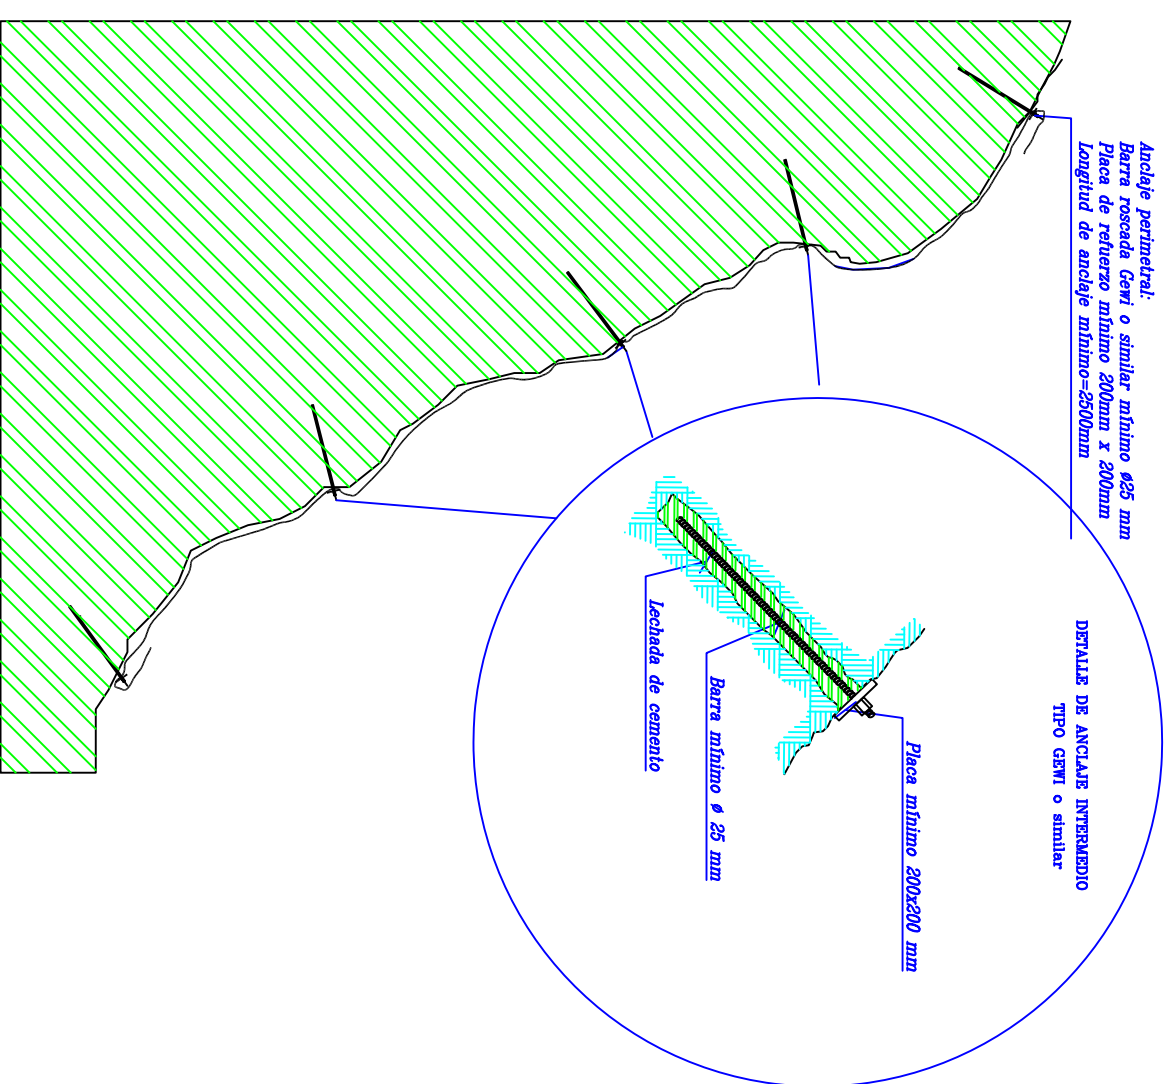 Anclaje perimetral:
Barra roscada Gewi o similar mínimo ø25 mm
Placa de refuerzo mínimo 200mm x 200mm
Longitud de anclaje mínimo=2500mm
DETALLE DE ANCLAJE INTERMEDIO
TIPO GEWI o similar
Placa mínimo 200x200 mm
Barra mínimo ø 25 mm
Lechada de cemento